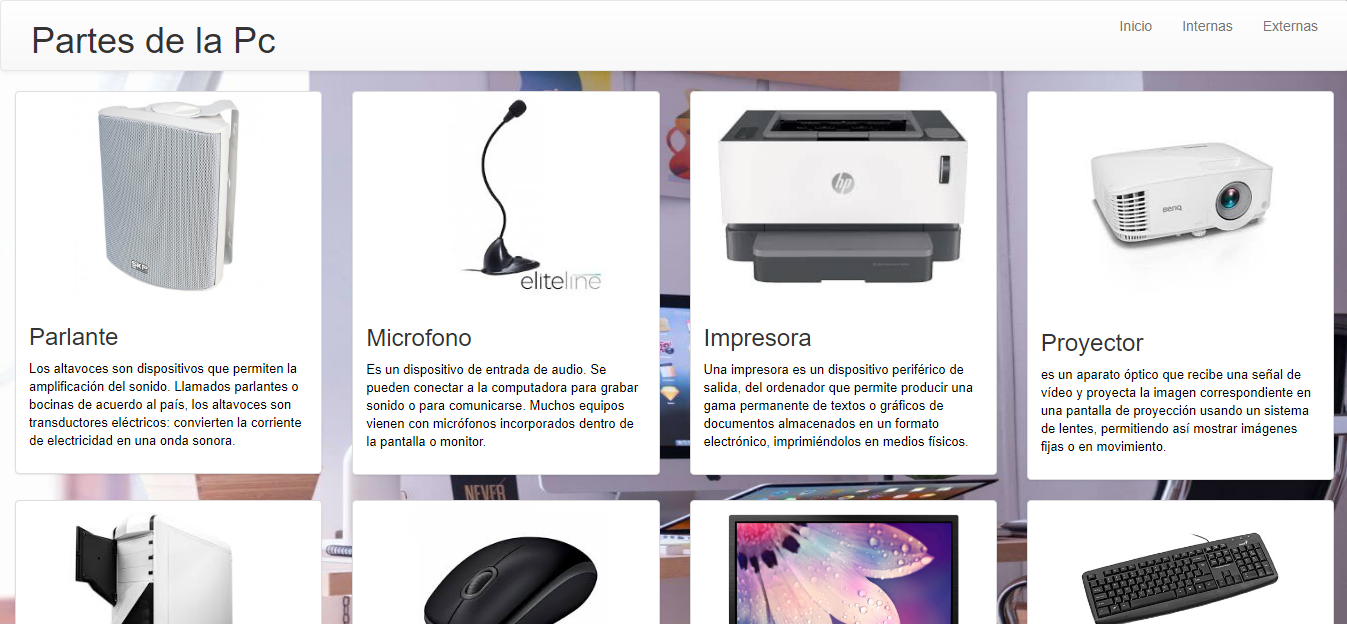 Partes de la Pc
Inicio
Internas
Externas
SKP
eliteline
hp
BenQ
Parlante
Los altavoces son dispositivos que permiten la
amplificación del sonido. Llamados parlantes o
bocinas de acuerdo al país, los altavoces son
transductores eléctricos: convierten la corriente
de electricidad en una onda sonora.
Microfono
Es un dispositivo de entrada de audio. Se
pueden conectar a la computadora para grabar
sonido o para comunicarse. Muchos equipos
vienen con micrófonos incorporados dentro de
la pantalla o monitor.
Impresora
Una impresora es un dispositivo periférico de
salida, del ordenador que permite producir una
gama permanente de textos o gráficos de
documentos almacenados en un formato
electrónico, imprimiéndolos en medios físicos.
Proyector
es un aparato óptico que recibe una señal de
vídeo y proyecta la imagen correspondiente en
una pantalla de proyección usando un sistema
de lentes, permitiendo así mostrar imágenes
fijas o en movimiento.
NEVER